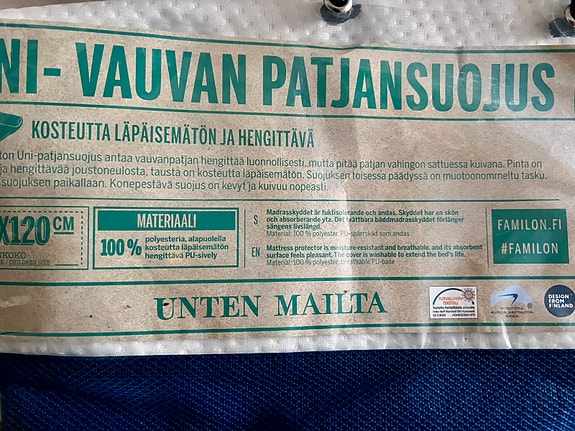 NI- VAUVAN PATJANSUOJUS
KOSTEUTTA LÄPÄISEMÄTÖN JA HENGITTÄVÄ
ton Uni-patjansuojus antaa vauvanpatjan hengittää luonnollisesti, mutta pitää patjan vahingon sattuessa kuivana. Pinta on
ja hengittävää joustoneulosta, tausta on kosteutta läpäisemätön. Suojuksen toisessa päädyssä on muotoonommeltu tasku,
suojuksen paikallaan. Konepestävä suojus on kevyt ja kuivuu nopeasti.
X120 CM
NKOKO
E / CHILDREN SIZE
MATERIAALI
100 % polyesteria, alapuolella
kosteutta läpäisemätön
hengittävä PU-sively
S Madrasskyddet är fuktisolerande och andas. Skyddet har en skön
och absorberande yta. Det tvättbara bäddmadrasskyddet förlänger
sängens livslängd.
Material: 100 % polyester, PU-spärrskikt som andas
EN Mattress protector is moisture-resistant and breathable, and its absorbent
surface feels pleasant. The cover is washable to extend the bed's life.
Material: 100 % polyester, breathable PU-base
FAMILON.FI
#FAMILON
UNTEN MAILTA
DESIGN
FROM
FINLAND